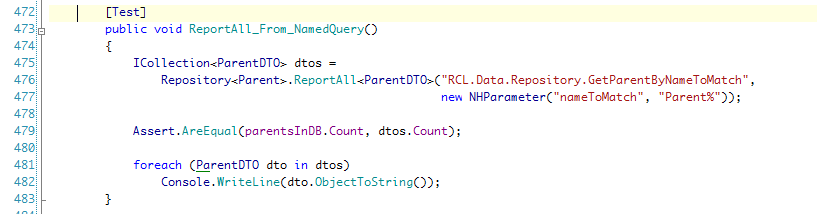 472 [Test]
473 public void ReportAll_From_NamedQuery()
474 {
475 ICollection<ParentDTO> dtos =
476 Repository<Parent>.ReportAll<ParentDTO>("RCL.Data.Repository.GetParentByNameToMatch",
477 new NHParameter("nameToMatch", "Parent%"));
478
479 Assert.AreEqual(parentsInDB.Count, dtos.Count);
480
481 foreach (ParentDTO dto in dtos)
482 Console.WriteLine(dto.ObjectToString());
483 }